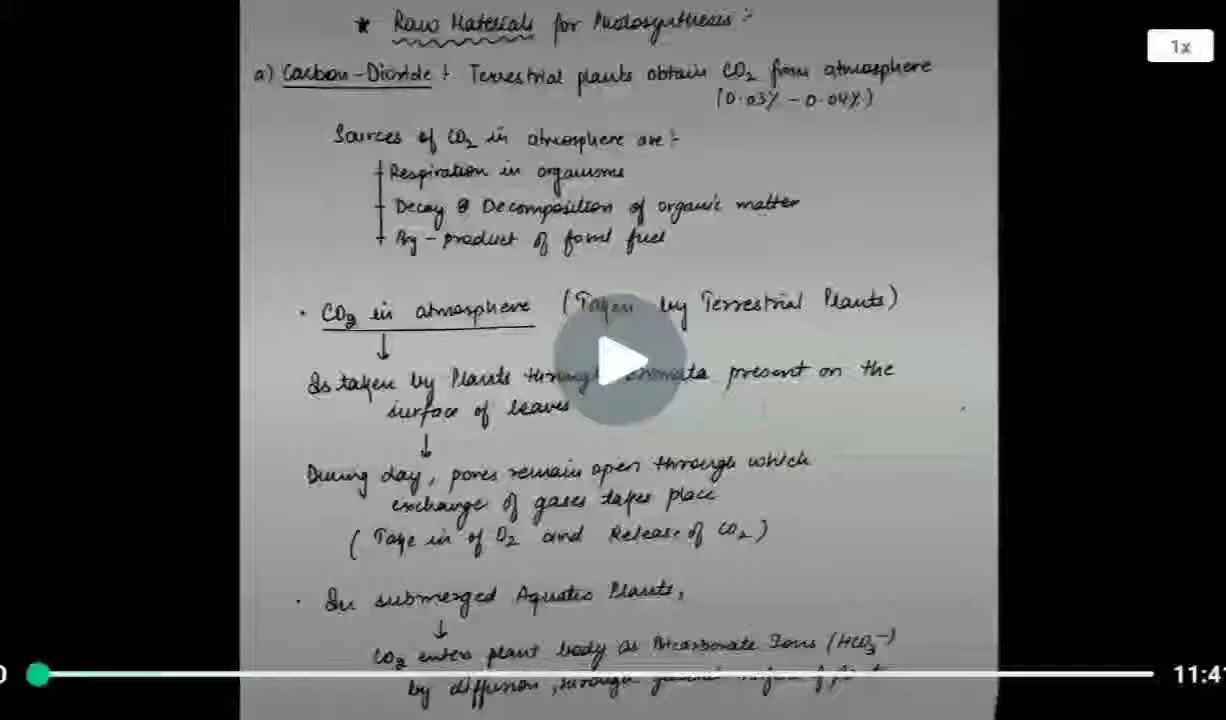 1x
* Raw Materials for Photosynthesis :-
a) Carbon-Dioxide : Terrestrial plants obtain CO2 from atmosphere
(0.03% - 0.04%)
Sources of CO2 in atmosphere are :-
Respiration in organisms
Decay @ Decomposition of organic matter
By-product of fossil fuel
· CO2 in atmosphere (Taken by Terrestrial Plants)
↓
Is taken by Plants through stomata present on the
surface of leaves
↓
During day, pores remain open through which
exchange of gases takes place
(Take in of O2 and Release of CO2)
· In submerged Aquatic Plants,
↓
CO2 enters plant body as Bicarbonate Ions (HCO3-)
by diffusion, through
11:41